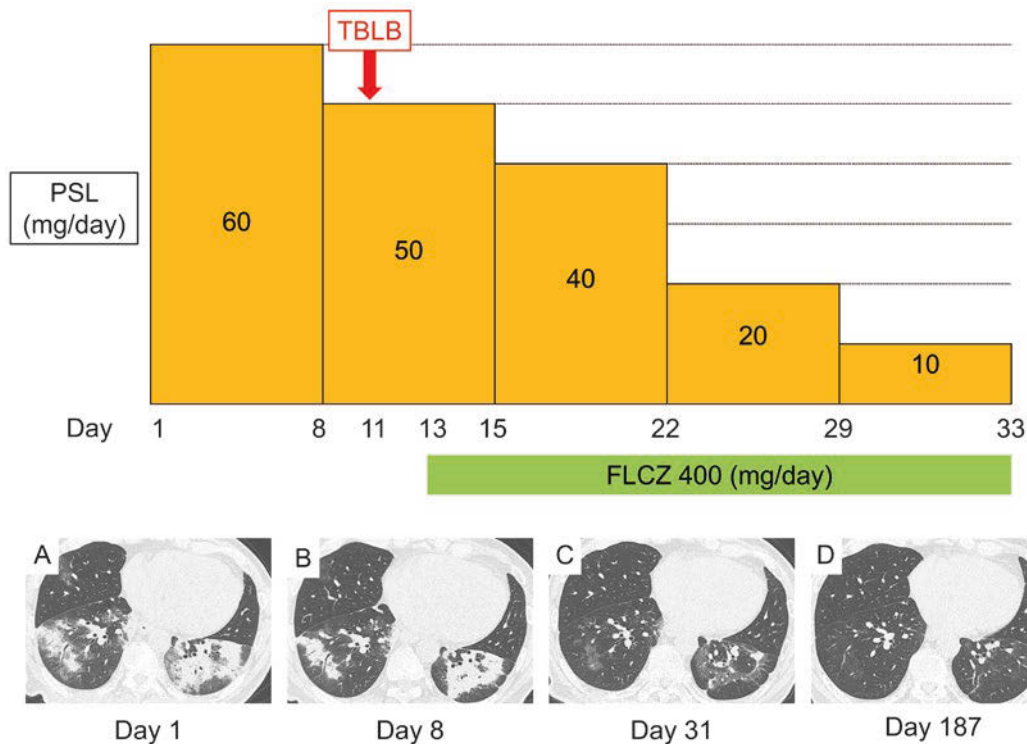 TBLB
PSL
(mg/day)
60
50
40
20
10
Day 1 8 11 13 15 22 29 33
FLCZ 400 (mg/day)
A B C D
Day 1 Day 8 Day 31 Day 187